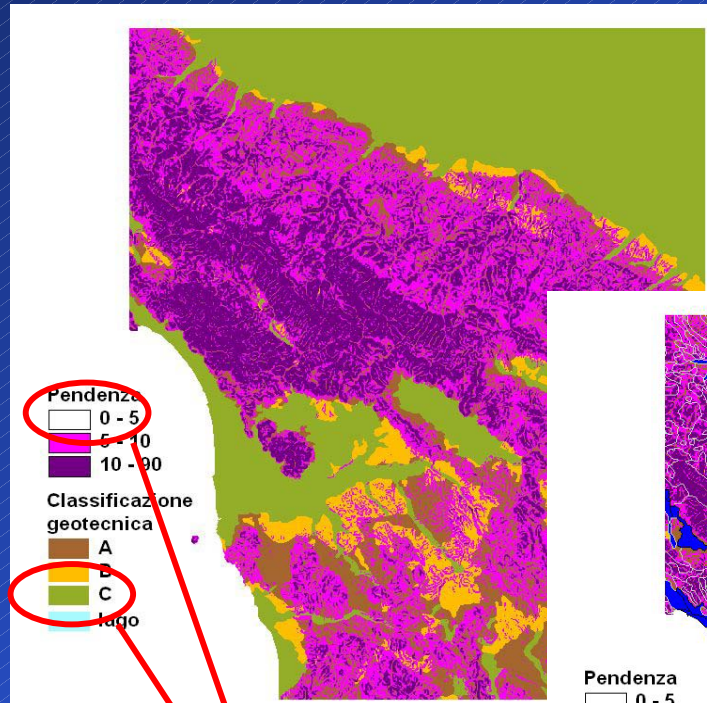 Pendenza
0 - 5
5 - 10
10 - 90
Classificazione
geotecnica
A
B
C
lago
Pendenza
0 - 5